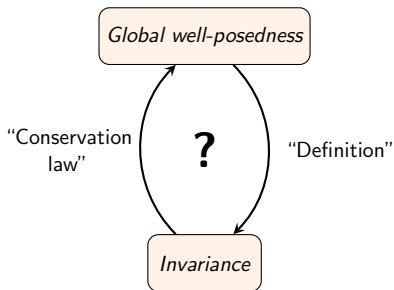 Global well-posedness
“Conservation
law”
?
“Definition”
Invariance